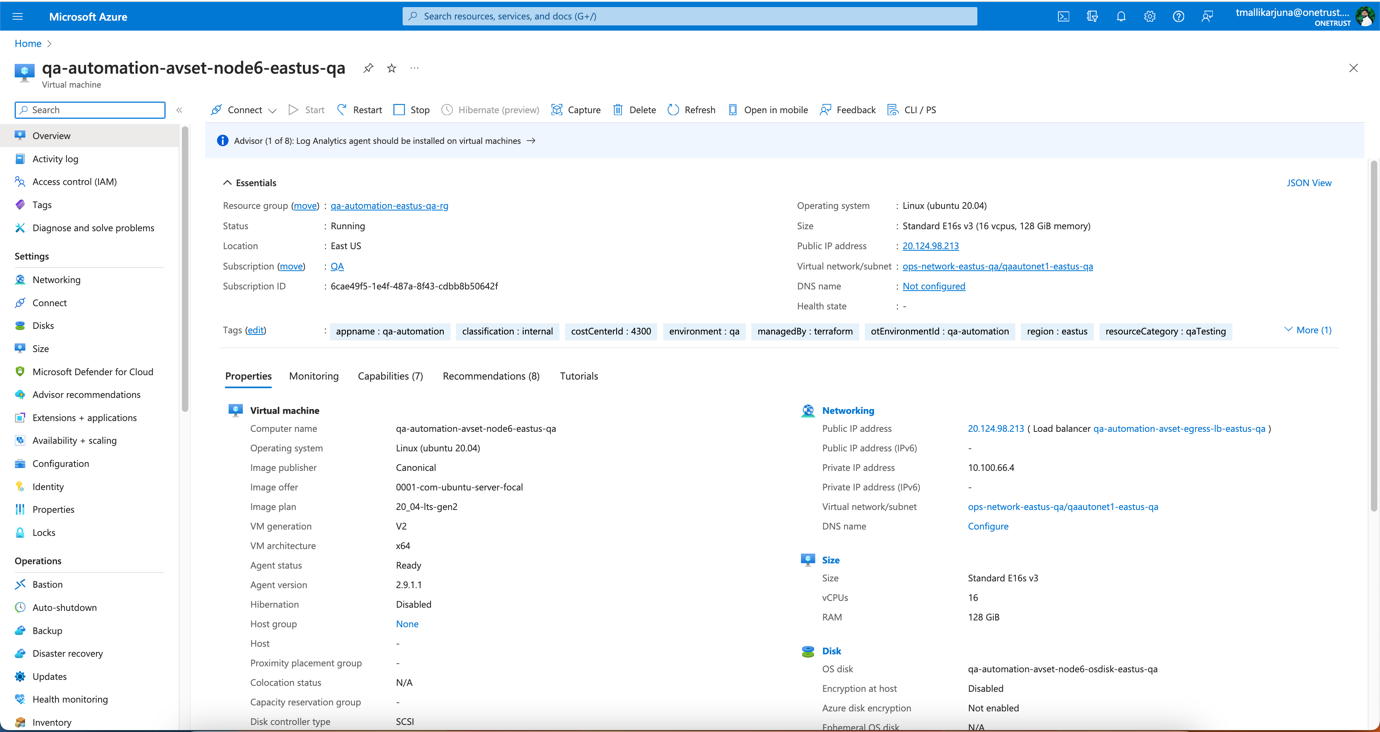 Microsoft Azure
Search resources, services, and docs (G+/)
tmallikarjuna@onetrust....
ONETRUST
Home
qa-automation-avset-node6-eastus-qa
Virtual machine
Search
Connect Start Restart Stop Hibernate (preview) Capture Delete Refresh Open in mobile Feedback CLI / PS
Advisor (1 of 8): Log Analytics agent should be installed on virtual machines →
Overview
Activity log
Access control (IAM)
Tags
Diagnose and solve problems
Settings
Networking
Connect
Disks
Size
Microsoft Defender for Cloud
Advisor recommendations
Extensions + applications
Availability + scaling
Configuration
Identity
Properties
Locks
Operations
Bastion
Auto-shutdown
Backup
Disaster recovery
Updates
Health monitoring
Inventory
Essentials
JSON View
Resource group (move) : qa-automation-eastus-qa-rg
Status : Running
Location : East US
Subscription (move) : QA
Subscription ID : 6cae49f5-1e4f-487a-8f43-cdbb8b50642f
Operating system : Linux (ubuntu 20.04)
Size : Standard E16s v3 (16 vcpus, 128 GiB memory)
Public IP address : 20.124.98.213
Virtual network/subnet : ops-network-eastus-qa/qaautonet1-eastus-qa
DNS name : Not configured
Health state : -
Tags (edit) : appname : qa-automation classification : internal costCenterId : 4300 environment : qa managedBy : terraform otEnvironmentId : qa-automation region : eastus resourceCategory : qaTesting More (1)
Properties Monitoring Capabilities (7) Recommendations (8) Tutorials
Virtual machine
Computer name qa-automation-avset-node6-eastus-qa
Operating system Linux (ubuntu 20.04)
Image publisher Canonical
Image offer 0001-com-ubuntu-server-focal
Image plan 20_04-lts-gen2
VM generation V2
VM architecture x64
Agent status Ready
Agent version 2.9.1.1
Hibernation Disabled
Host group None
Host -
Proximity placement group -
Colocation status N/A
Capacity reservation group -
Disk controller type SCSI
Networking
Public IP address 20.124.98.213 ( Load balancer qa-automation-avset-egress-lb-eastus-qa )
Public IP address (IPv6) -
Private IP address 10.100.66.4
Private IP address (IPv6) -
Virtual network/subnet ops-network-eastus-qa/qaautonet1-eastus-qa
DNS name Configure
Size
Size Standard E16s v3
vCPUs 16
RAM 128 GiB
Disk
OS disk qa-automation-avset-node6-osdisk-eastus-qa
Encryption at host Disabled
Azure disk encryption Not enabled
Ephemeral OS disk N/A